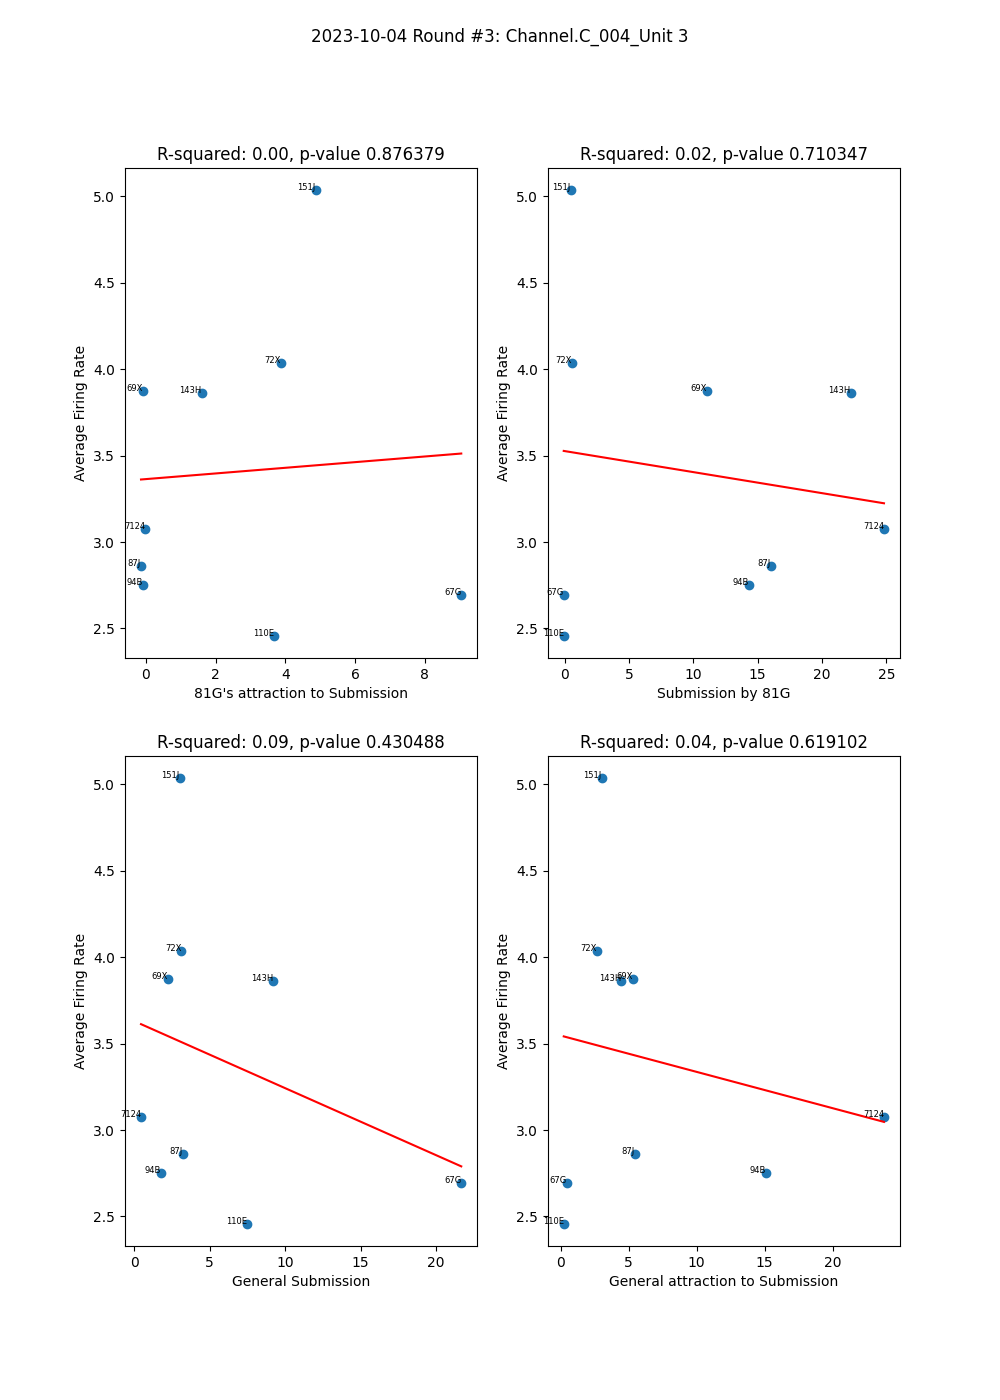 2023-10-04 Round #3: Channel.C_004_Unit 3
R-squared: 0.00, p-value 0.876379
5.0
4.5
4.0
3.5
3.0
2.5
Average Firing Rate
151J
72X
69X
143H
7124
87J
94B
67G
110E
0 2 4 6 8
81G's attraction to Submission
R-squared: 0.02, p-value 0.710347
5.0
4.5
4.0
3.5
3.0
2.5
Average Firing Rate
151J
72X
69X
143H
7124
87J
94B
67G
110E
0 5 10 15 20 25
Submission by 81G
R-squared: 0.09, p-value 0.430488
5.0
4.5
4.0
3.5
3.0
2.5
Average Firing Rate
151J
72X
69X
143H
7124
87J
94B
67G
110E
0 5 10 15 20
General Submission
R-squared: 0.04, p-value 0.619102
5.0
4.5
4.0
3.5
3.0
2.5
Average Firing Rate
151J
72X
143H
69X
7124
87J
94B
67G
110E
0 5 10 15 20
General attraction to Submission